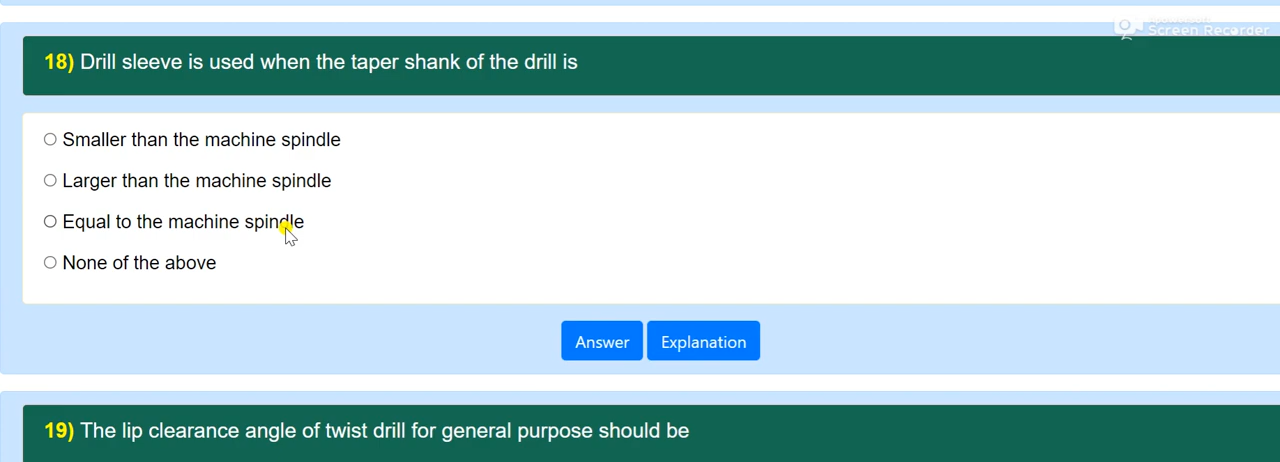 Screen Recorder
18) Drill sleeve is used when the taper shank of the drill is
Smaller than the machine spindle
Larger than the machine spindle
Equal to the machine spindle
None of the above
Answer Explanation
19) The lip clearance angle of twist drill for general purpose should be